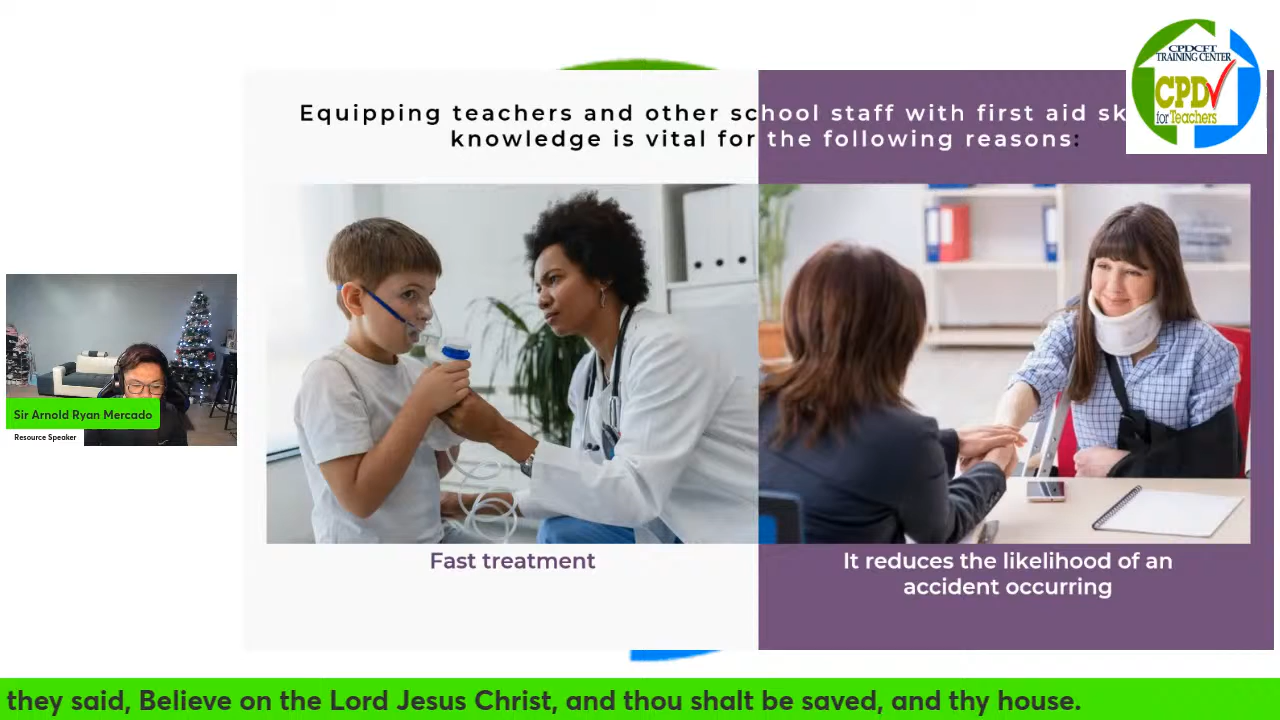 CPDCFT
TRAINING CENTER
CPD
for Teachers
Equipping teachers and other school staff with first aid sk
knowledge is vital for the following reasons:
Sir Arnold Ryan Mercado
Resource Speaker
Fast treatment
It reduces the likelihood of an
accident occurring
they said, Believe on the Lord Jesus Christ, and thou shalt be saved, and thy house.